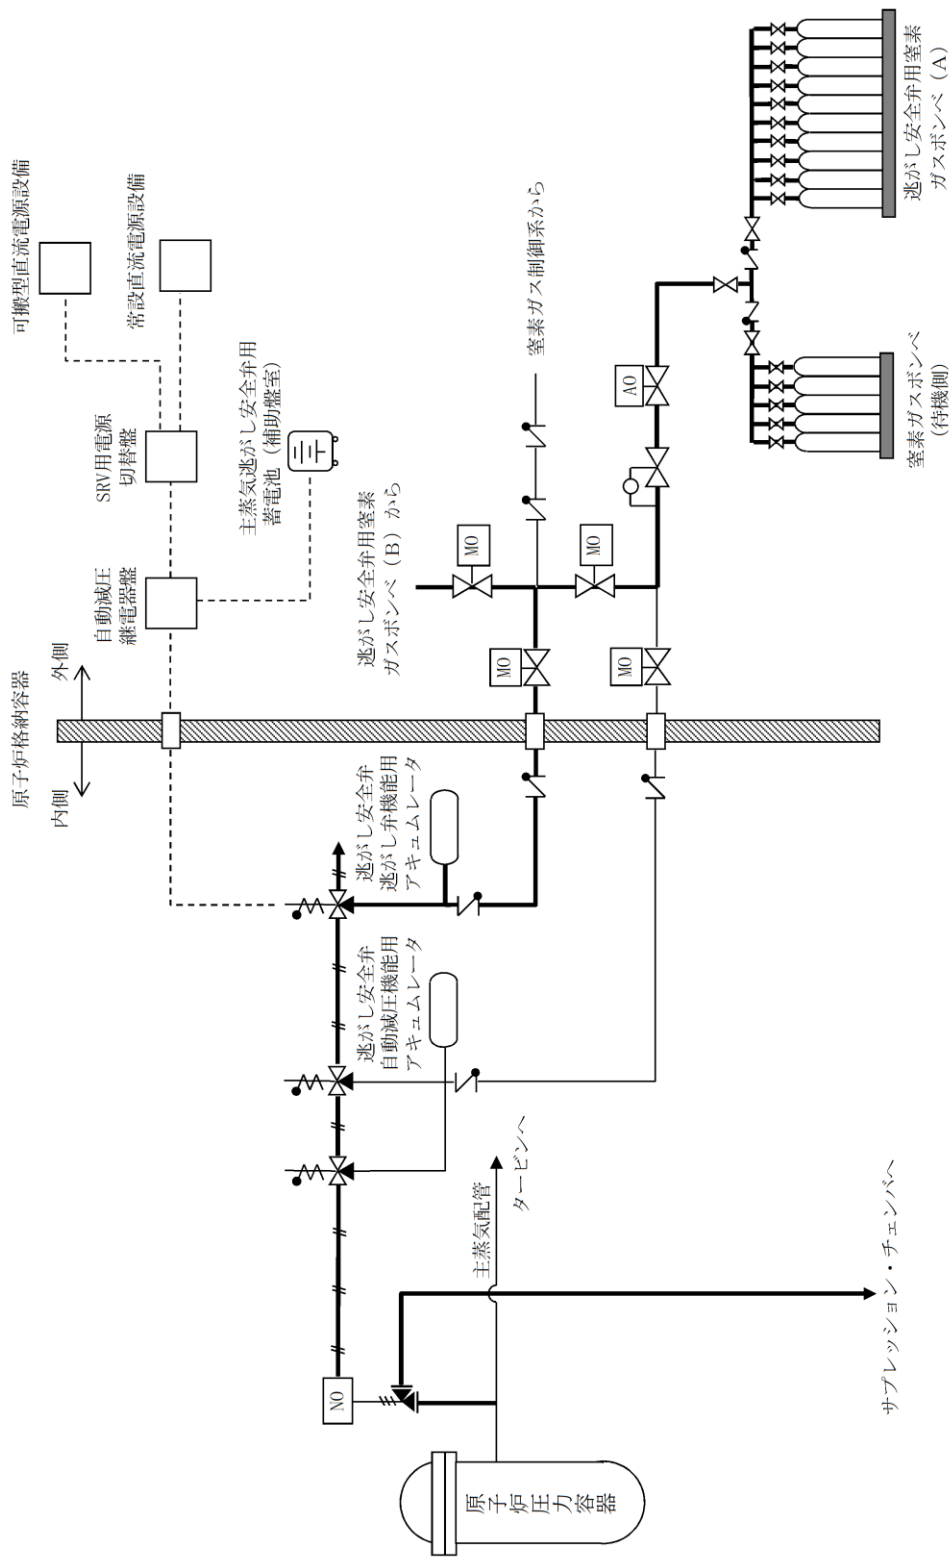 可搬型直流電源設備
常設直流電源設備
SRV用電源
切替盤
主蒸気逃がし安全弁用
蓄電池（補助盤室）
自動減圧
継電器盤
原子炉格納容器
外側
内側
逃がし安全弁用窒素
ガスボンベ（B）から
窒素ガス制御系から
MO
MO
MO
MO
AO
逃がし安全弁用窒素
ガスボンベ（A）
窒素ガスボンベ
（待機側）
逃がし安全弁
逃がし弁機能用
アキュムレータ
逃がし安全弁
自動減圧機能用
アキュムレータ
主蒸気配管
タービンへ
サプレッション・チェンバへ
NO
原子炉圧力容器